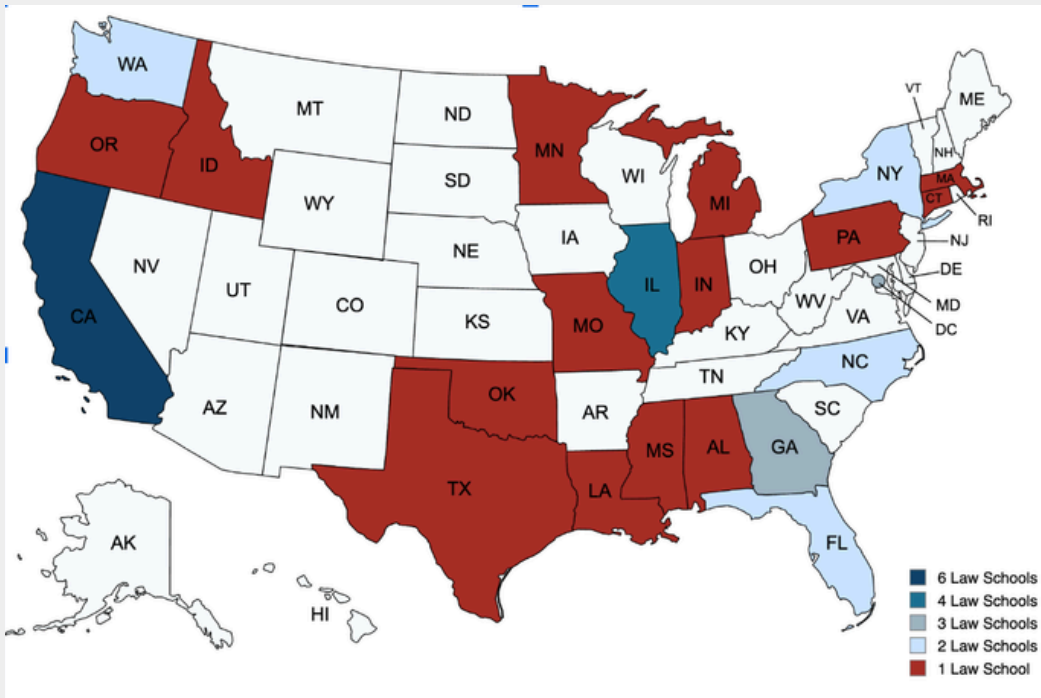 WA
MT
ND
MN
VT
ME
OR
ID
SD
WI
NH
NY
MA
WY
MI
CT
RI
NE
IA
PA
NJ
NV
UT
CO
IL
IN
OH
DE
CA
KS
MO
WV
MD
KY
VA
DC
TN
NC
AZ
NM
OK
AR
SC
MS
AL
GA
TX
LA
AK
FL
HI
6 Law Schools
4 Law Schools
3 Law Schools
2 Law Schools
1 Law School